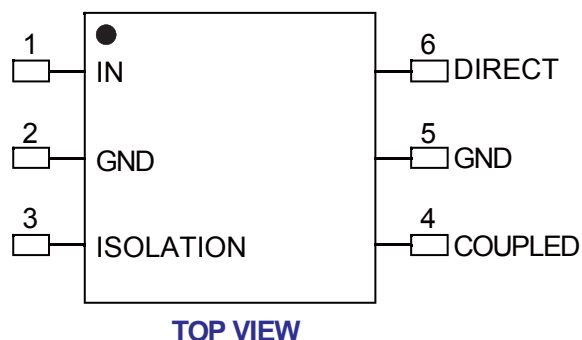 1
6
IN
DIRECT
2
5
GND
GND
3
4
ISOLATION
COUPLED
TOP VIEW